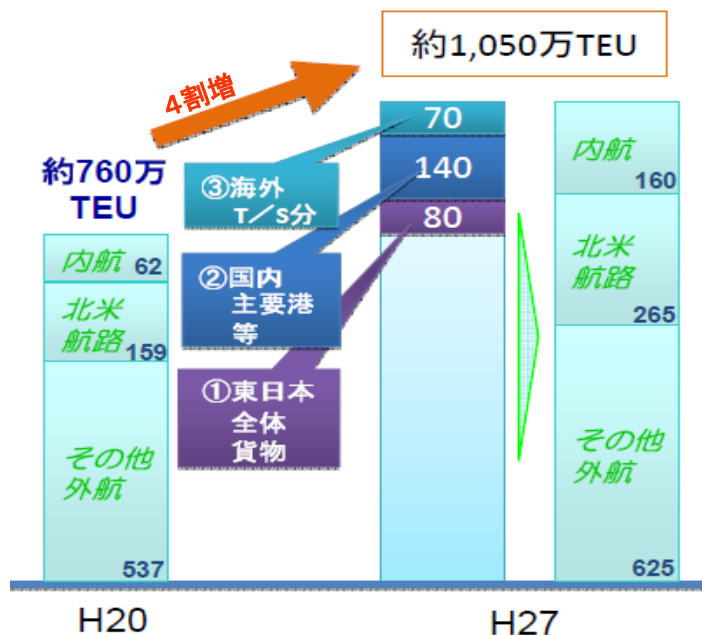 約1,050万TEU
4割増
約760万
TEU
内航 62
北米
航路 159
その他
外航
537
③海外
T／S分
②国内
主要港
等
①東日本
全体
貨物
70
140
80
内航
160
北米
航路
265
その他
外航
625
H20
H27